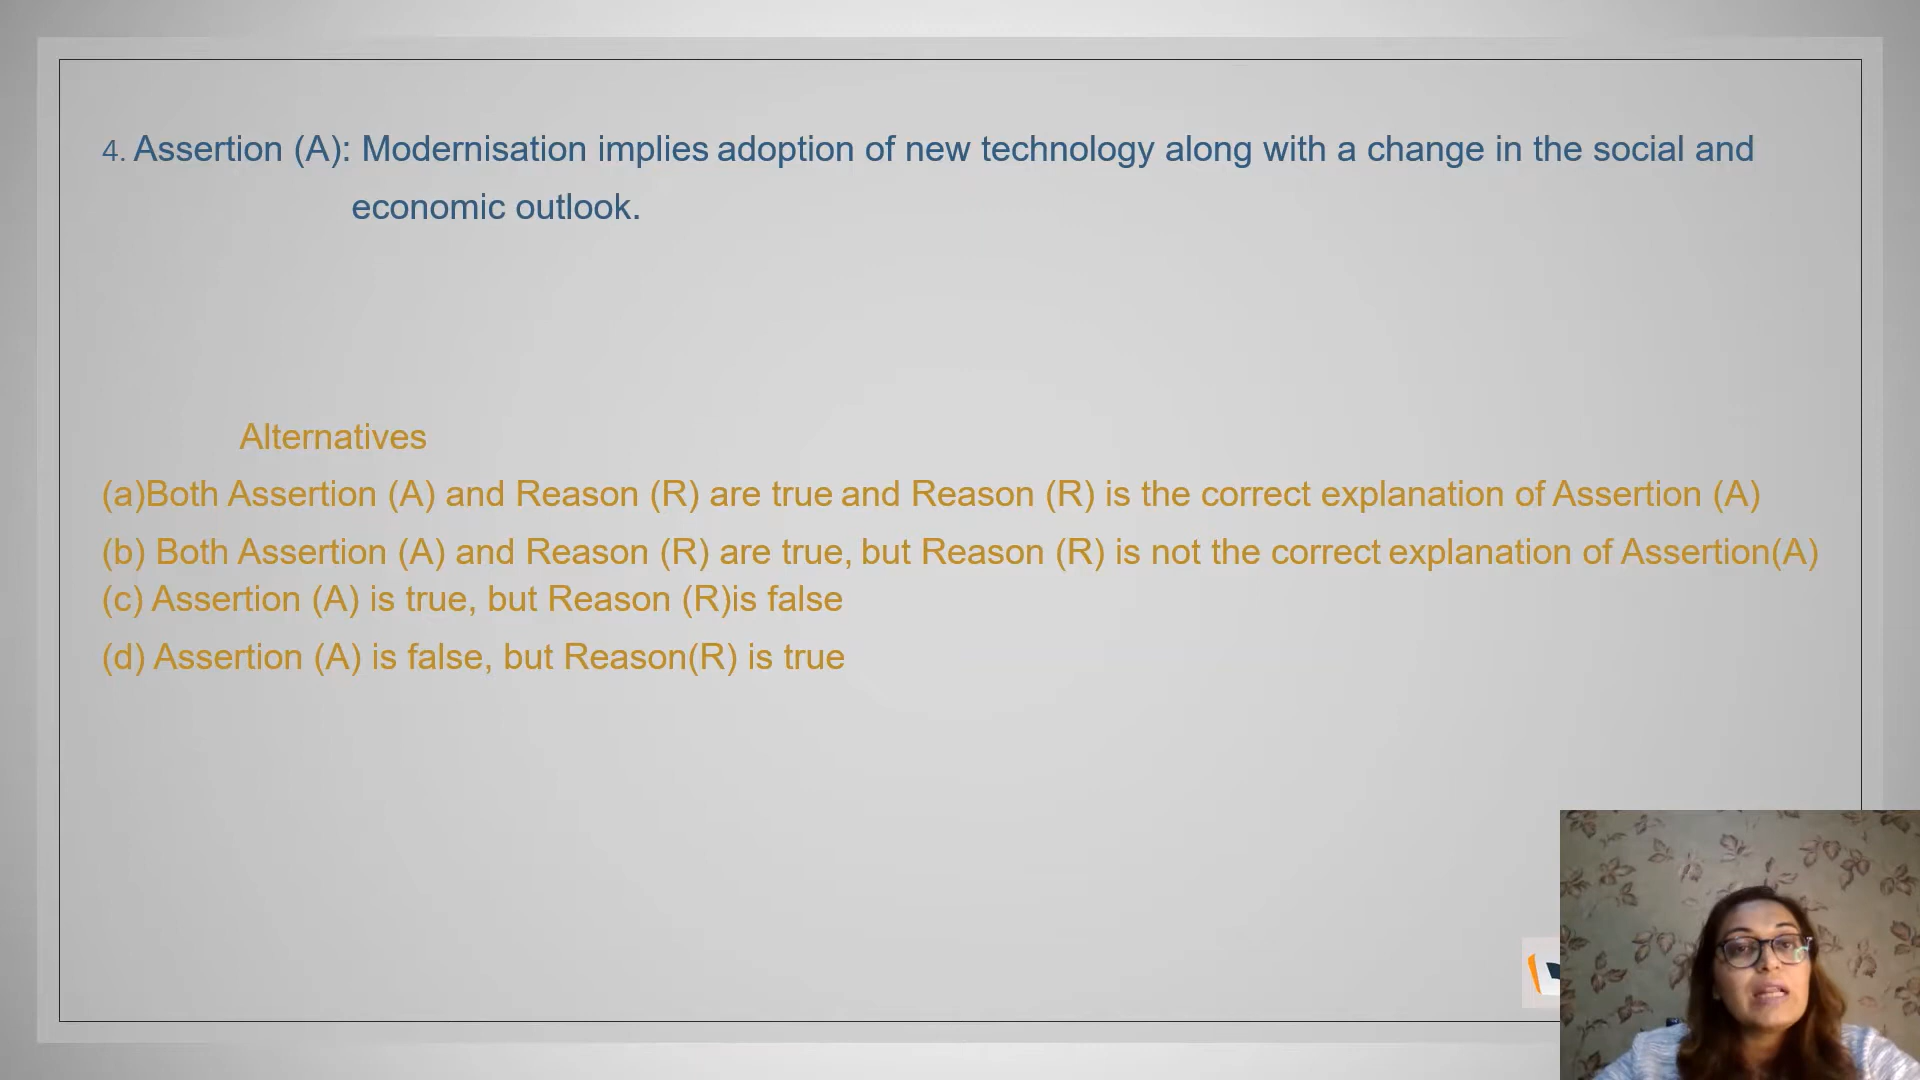 4. Assertion (A): Modernisation implies adoption of new technology along with a change in the social and
economic outlook.
Alternatives
(a)Both Assertion (A) and Reason (R) are true and Reason (R) is the correct explanation of Assertion (A)
(b) Both Assertion (A) and Reason (R) are true, but Reason (R) is not the correct explanation of Assertion(A)
(c) Assertion (A) is true, but Reason (R)is false
(d) Assertion (A) is false, but Reason(R) is true